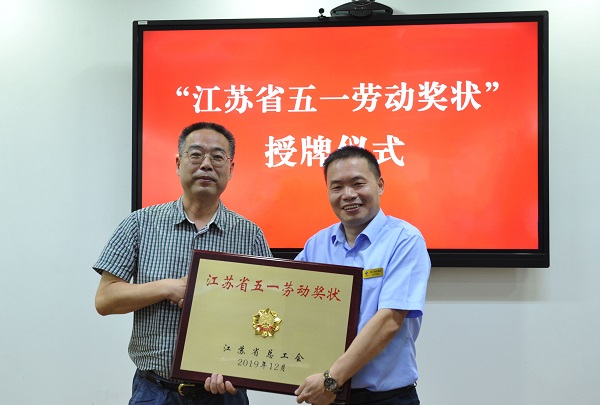 “江苏省五一劳动奖状”
授牌仪式
江苏省五一劳动奖状
江苏省总工会
2019年12月